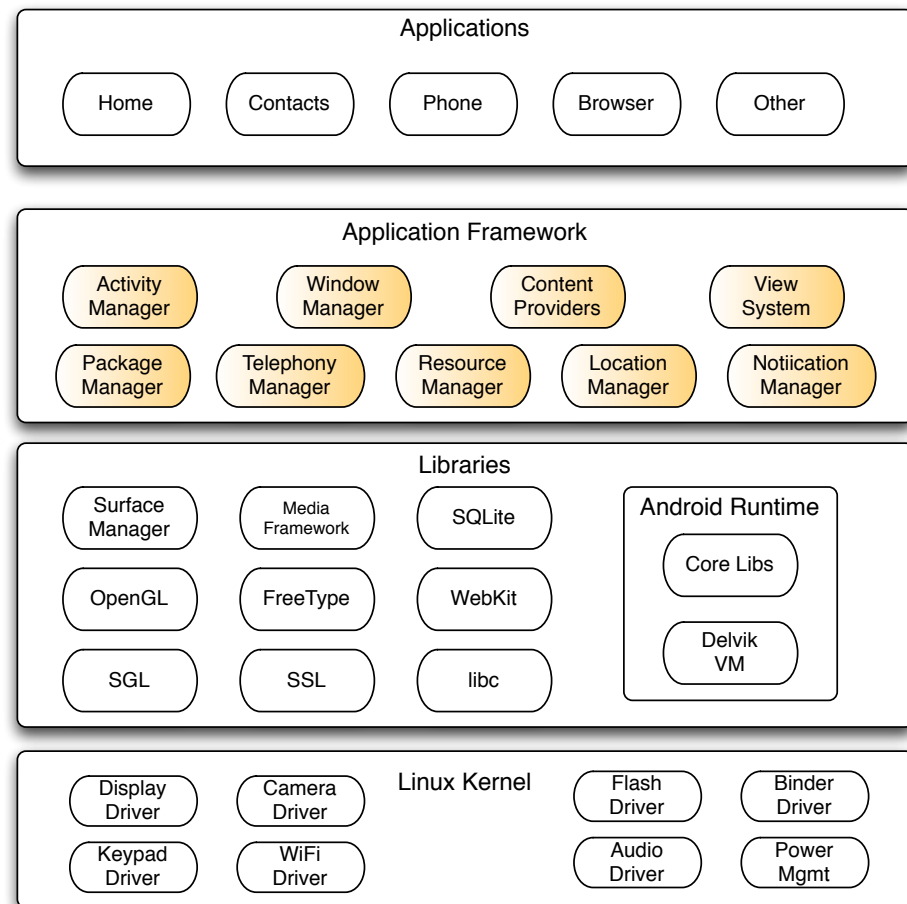 Applications
Home
Contacts
Phone
Browser
Other
Application Framework
Activity
Manager
Window
Manager
Content
Providers
View
System
Package
Manager
Telephony
Manager
Resource
Manager
Location
Manager
Notiication
Manager
Libraries
Surface
Manager
Media
Framework
SQLite
OpenGL
FreeType
WebKit
SGL
SSL
libc
Android Runtime
Core Libs
Delvik
VM
Linux Kernel
Display
Driver
Camera
Driver
Flash
Driver
Binder
Driver
Keypad
Driver
WiFi
Driver
Audio
Driver
Power
Mgmt